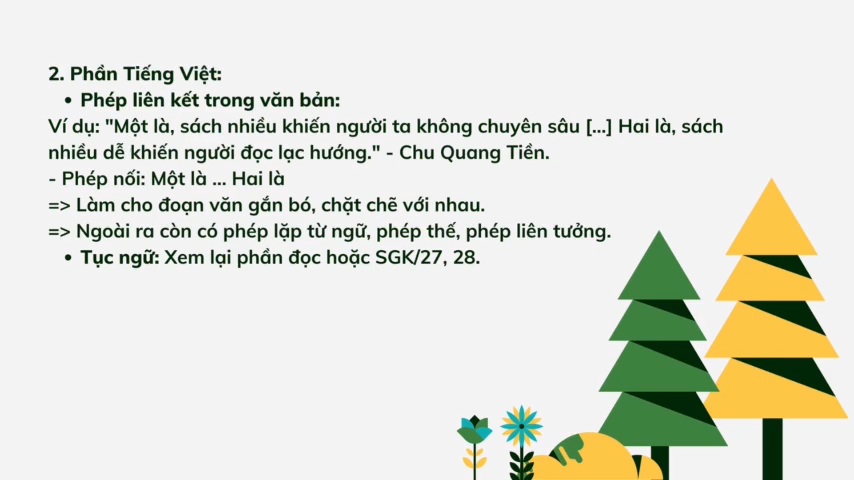 2. Phần Tiếng Việt:
• Phép liên kết trong văn bản:
Ví dụ: "Một là, sách nhiều khiến người ta không chuyên sâu [...] Hai là, sách
nhiều dễ khiến người đọc lạc hướng." - Chu Quang Tiền.
- Phép nối: Một là ... Hai là
=> Làm cho đoạn văn gắn bó, chặt chẽ với nhau.
=> Ngoài ra còn có phép lặp từ ngữ, phép thế, phép liên tưởng.
• Tục ngữ: Xem lại phần đọc hoặc SGK/27, 28.